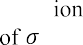 ion
of σ